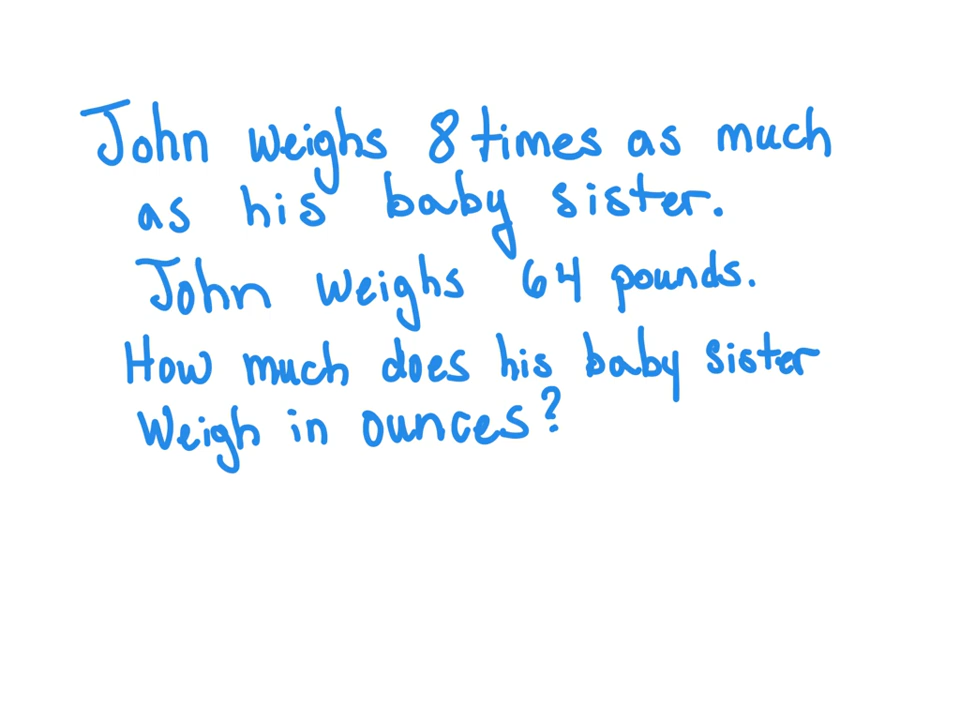 John weighs 8 times as much
as his baby sister.
John weighs 64 pounds.
How much does his baby sister
weigh in ounces?